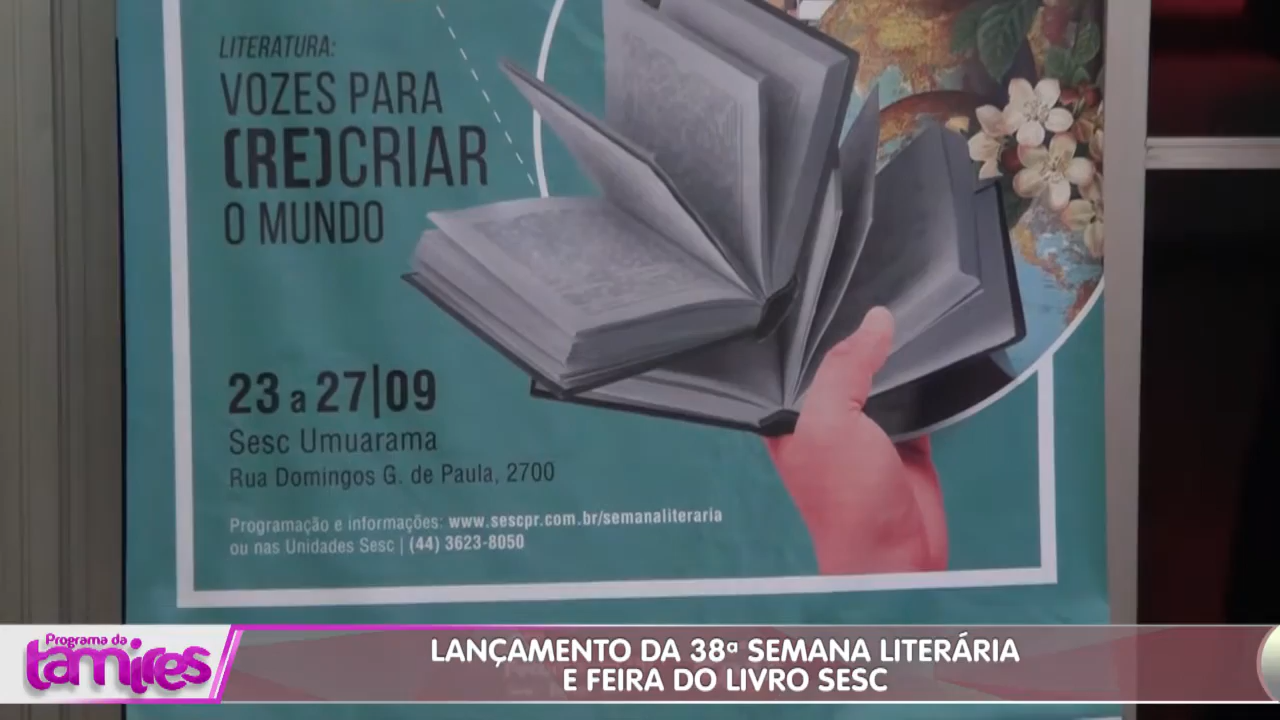 LITERATURA:
VOZES PARA
(RE)CRIAR
O MUNDO
23 a 27|09
Sesc Umuarama
Rua Domingos G. de Paula, 2700
Programação e informações: www.sescpr.com.br/semanaliteraria
ou nas Unidades Sesc | (44) 3623-8050
Programa da
tamires
LANÇAMENTO DA 38ª SEMANA LITERÁRIA
E FEIRA DO LIVRO SESC